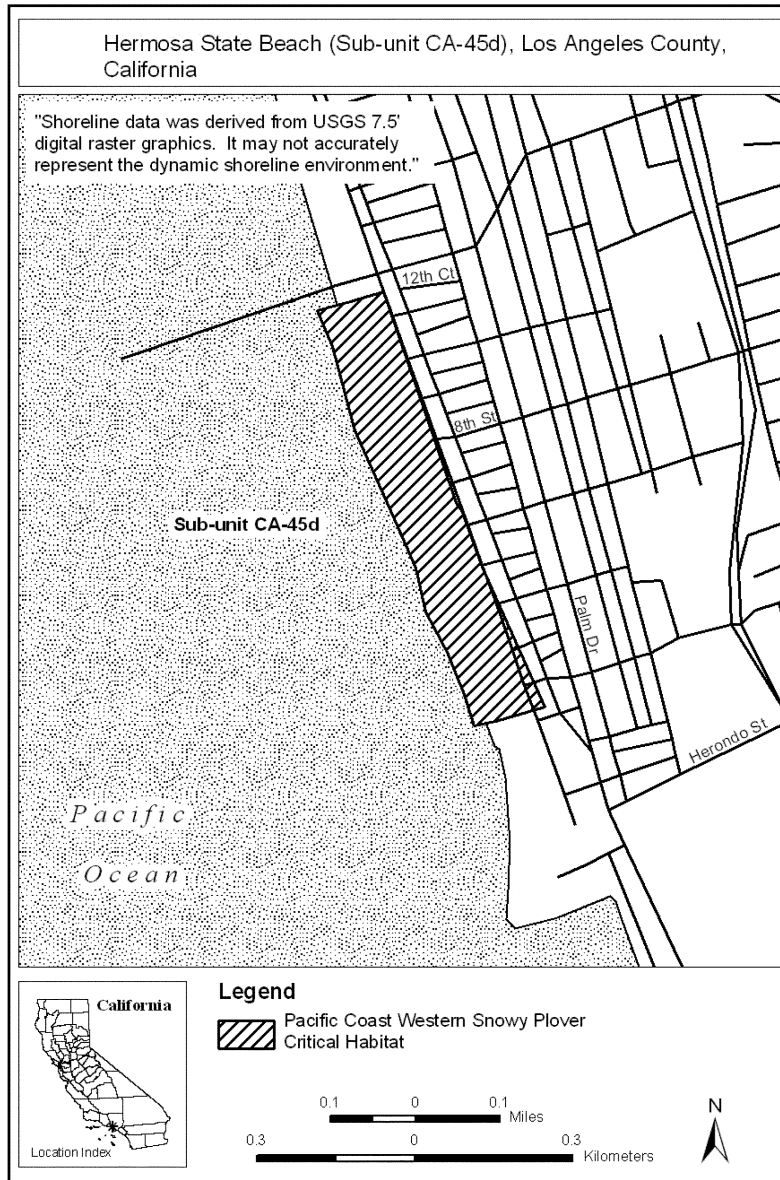 Hermosa State Beach (Sub-unit CA-45d), Los Angeles County,
California
"Shoreline data was derived from USGS 7.5'
digital raster graphics. It may not accurately
represent the dynamic shoreline environment."
12th Ct
8th St
Sub-unit CA-45d
Palm Dr
Herondo St
Pacific
Ocean
California
Location Index
Legend
Pacific Coast Western Snowy Plover
Critical Habitat
0.1 0 0.1
Miles
0.3 0 0.3
Kilometers
N